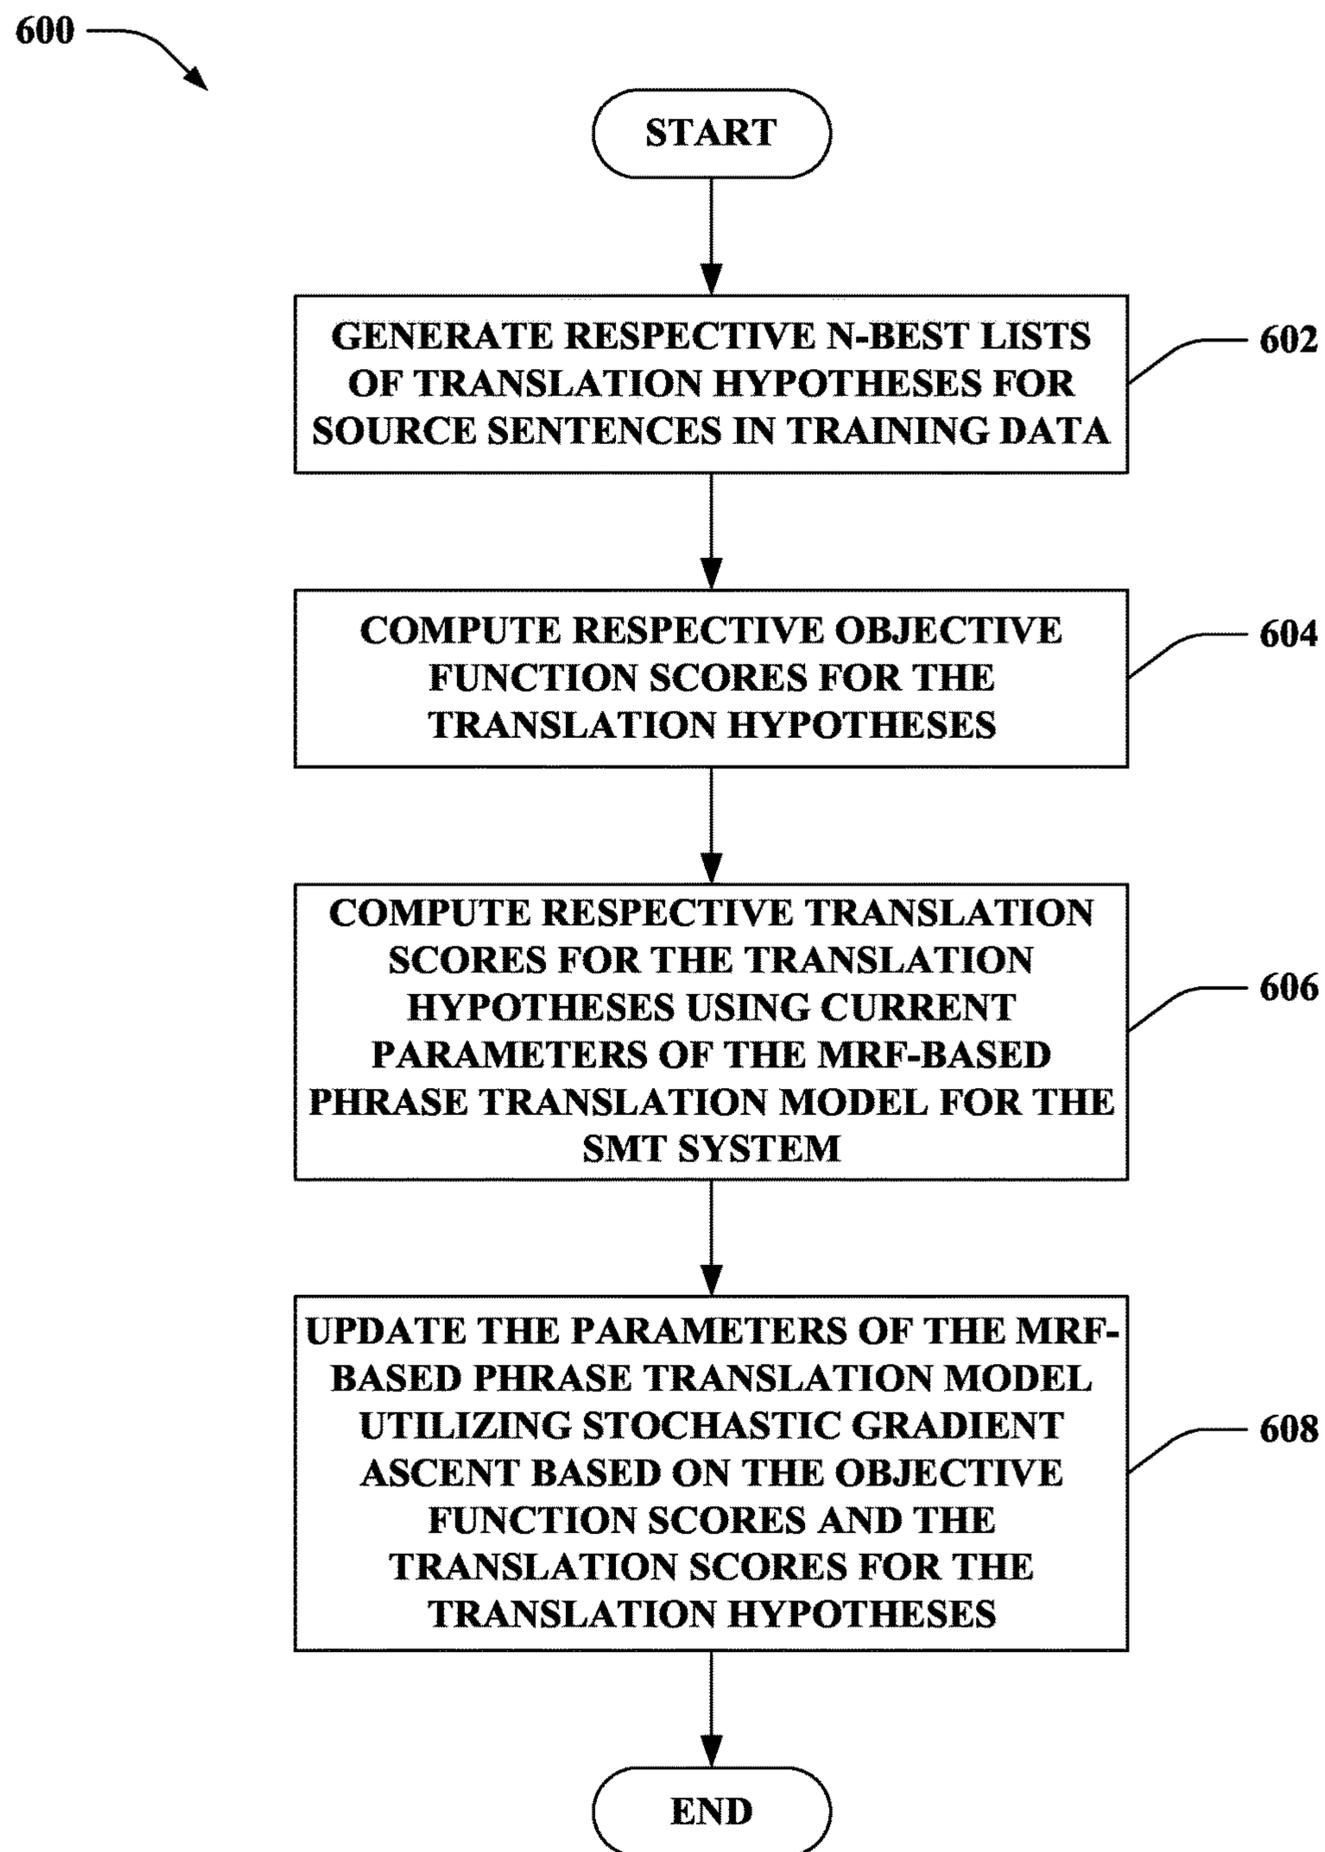 600
START
GENERATE RESPECTIVE N-BEST LISTS
OF TRANSLATION HYPOTHESES FOR
SOURCE SENTENCES IN TRAINING DATA
602
COMPUTE RESPECTIVE OBJECTIVE
FUNCTION SCORES FOR THE
TRANSLATION HYPOTHESES
604
COMPUTE RESPECTIVE TRANSLATION
SCORES FOR THE TRANSLATION
HYPOTHESES USING CURRENT
PARAMETERS OF THE MRF-BASED
PHRASE TRANSLATION MODEL FOR THE
SMT SYSTEM
606
UPDATE THE PARAMETERS OF THE MRF-
BASED PHRASE TRANSLATION MODEL
UTILIZING STOCHASTIC GRADIENT
ASCENT BASED ON THE OBJECTIVE
FUNCTION SCORES AND THE
TRANSLATION SCORES FOR THE
TRANSLATION HYPOTHESES
608
END